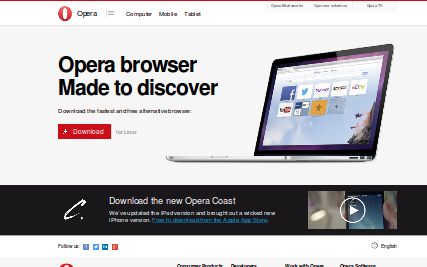 Opera Mediaworks Operator solutions Opera TV
Opera Computer Mobile Tablet
Opera browser
Made to discover
Download the fastest and free alternative browser.
Download for Linux
Download the new Opera Coast
We've updated the iPad version and brought out a wicked new
iPhone version. Free to download from the Apple App Store.
Follow us: English
Consumer Products Developers Work with Opera Opera Software